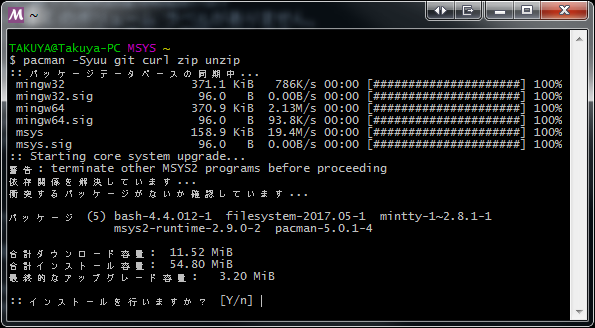 M ~
TAKUYA@Takuya-PC MSYS ~
$ pacman -Syuu git curl zip unzip
:: パッケージデータベースの同期中...
mingw32 371.1 KiB 786K/s 00:00 [#####################] 100%
mingw32.sig 96.0 B 0.00B/s 00:00 [#####################] 100%
mingw64 370.9 KiB 2.13M/s 00:00 [#####################] 100%
mingw64.sig 96.0 B 93.8K/s 00:00 [#####################] 100%
msys 158.9 KiB 19.4M/s 00:00 [#####################] 100%
msys.sig 96.0 B 0.00B/s 00:00 [#####################] 100%
:: Starting core system upgrade...
警告: terminate other MSYS2 programs before proceeding
依存関係を解決しています...
衝突するパッケージがないか確認しています...
パッケージ (5) bash-4.4.012-1 filesystem-2017.05-1 mintty-1~2.8.1-1
msys2-runtime-2.9.0-2 pacman-5.0.1-4
合計ダウンロード容量: 11.52 MiB
合計インストール容量: 54.80 MiB
最終的なアップグレード容量: 3.20 MiB
:: インストールを行いますか? [Y/n]